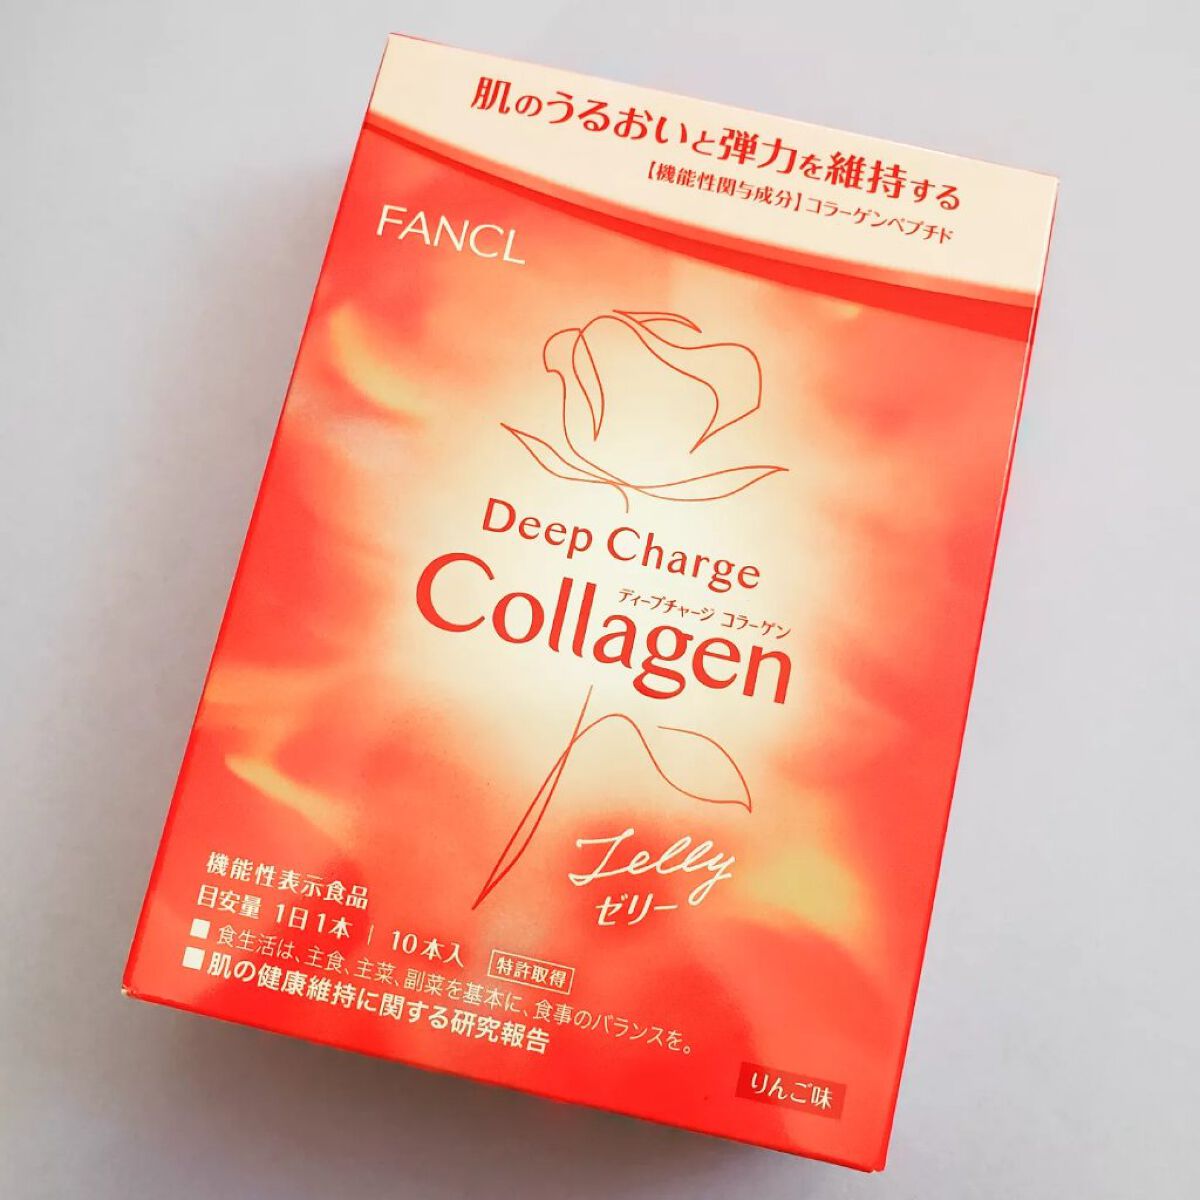 肌のうるおいと弾力を維持する
【機能性関与成分】コラーゲンペプチド
FANCL
Deep Charge
ディープチャージ コラーゲン
Collagen
Jelly
ゼリー
機能性表示食品
目安量 1日1本 | 10本入 特許取得
■ 食生活は、主食、主菜、副菜を基本に、食事のバランスを。
■ 肌の健康維持に関する研究報告
りんご味